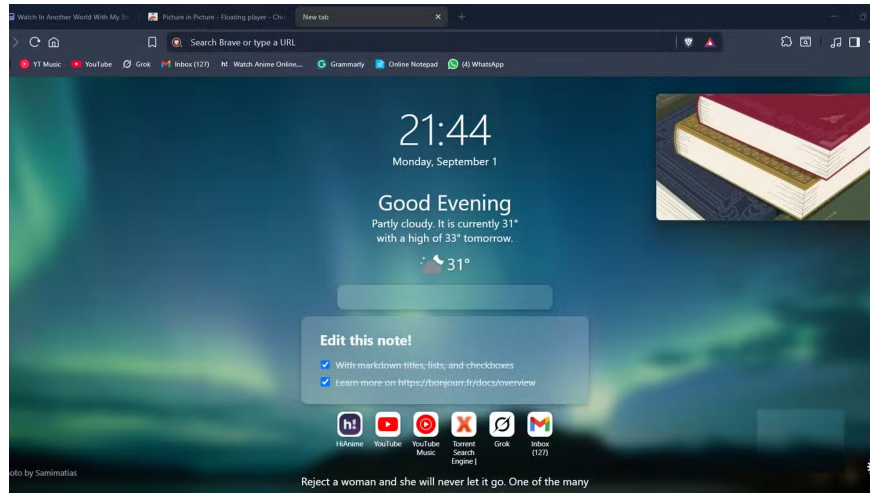 Watch In Another World With My S
Picture in Picture - Floating player - Chr
New tab
Search Brave or type a URL
YT Music
YouTube
Grok
Inbox (127)
h! Watch Anime Online,...
Grammarly
Online Notepad
(4) WhatsApp
21:44
Monday, September 1
Good Evening
Partly cloudy. It is currently 31°
with a high of 33° tomorrow.
31°
Edit this note!
With markdown titles, lists, and checkboxes
Learn more on https://bonjourr.fr/docs/overview
h!
HiAnime
YouTube
YouTube
Music
Torrent
Search
Engine |
Grok
Inbox
(127)
oto by Samimatias
Reject a woman and she will never let it go. One of the many